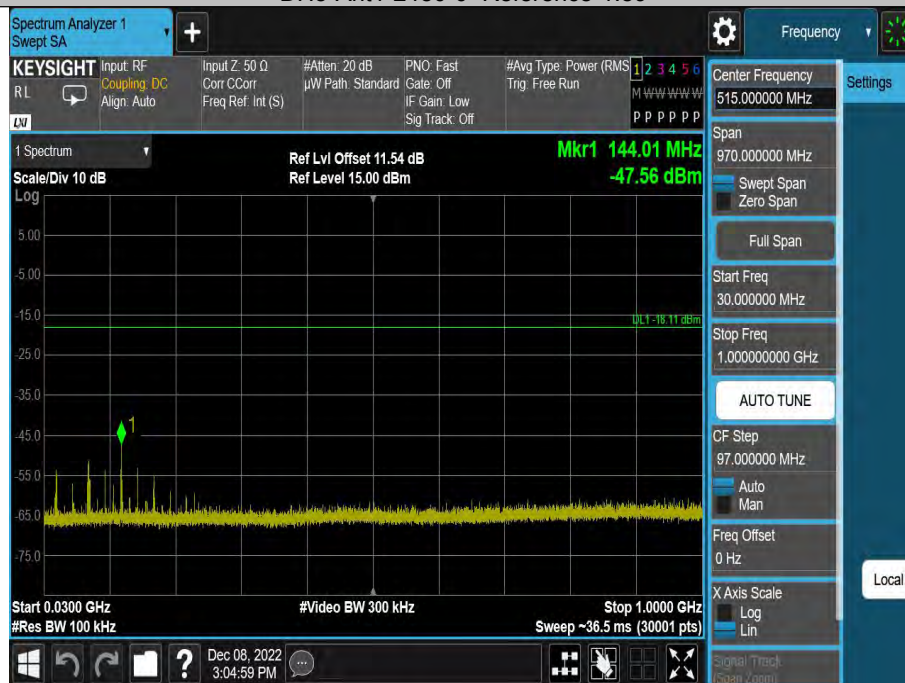 Spectrum Analyzer 1
Swept SA
Frequency
KEYSIGHT
RL
LXI
Input: RF
Coupling: DC
Align: Auto
Input Z: 50 Ω
Corr CCorr
Freq Ref: Int (S)
#Atten: 20 dB
µW Path: Standard
PNO: Fast
Gate: Off
IF Gain: Low
Sig Track: Off
#Avg Type: Power (RMS
Trig: Free Run
1 2 3 4 5 6
M W W W W W
P P P P P P
Center Frequency
515.000000 MHz
Settings
1 Spectrum
Scale/Div 10 dB
Log
Ref Lvl Offset 11.54 dB
Ref Level 15.00 dBm
Mkr1 144.01 MHz
-47.56 dBm
Span
970.000000 MHz
Swept Span
Zero Span
Full Span
Start Freq
30.000000 MHz
Stop Freq
1.000000000 GHz
AUTO TUNE
CF Step
97.000000 MHz
Auto
Man
Freq Offset
0 Hz
X Axis Scale
Log
Lin
Signal Track
(Span Zoom)
Local
5.00
-5.00
-15.0
DL1 -18.11 dBm
-25.0
-35.0
1
-45.0
-55.0
-65.0
-75.0
Start 0.0300 GHz
#Res BW 100 kHz
#Video BW 300 kHz
Stop 1.0000 GHz
Sweep ~36.5 ms (30001 pts)
?
Dec 08, 2022
3:04:59 PM